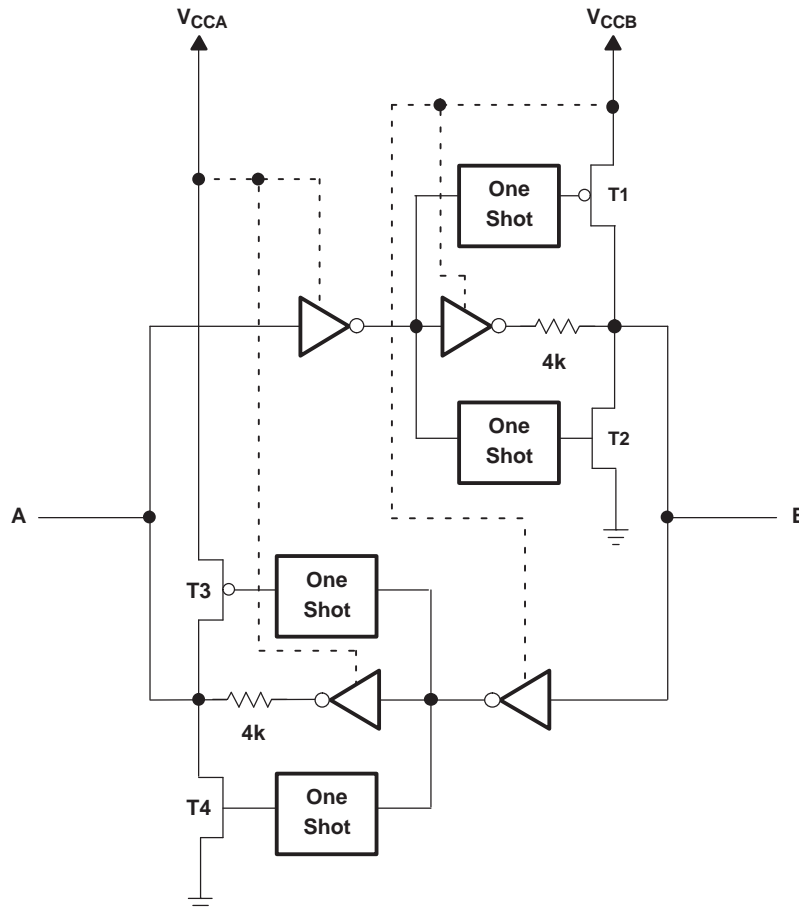 VCCA
VCCB
One
Shot
T1
4k
One
Shot
T2
A
B
T3
One
Shot
4k
T4
One
Shot